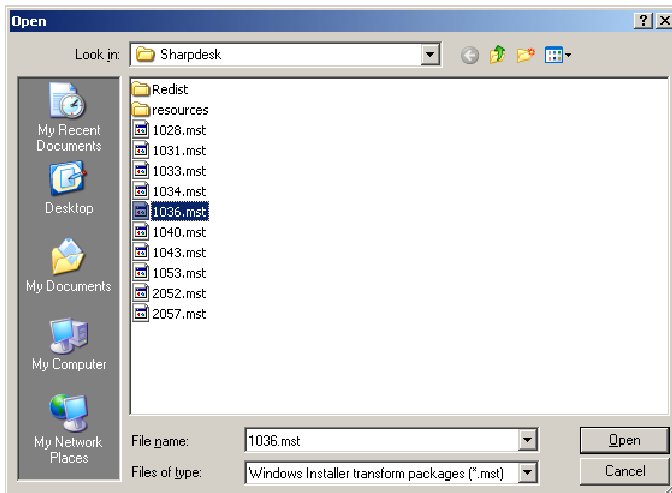 Open
Look in: Sharpdesk
Redist
resources
1028.mst
1031.mst
1033.mst
1034.mst
1036.mst
1040.mst
1043.mst
1053.mst
2052.mst
2057.mst
My Recent
Documents
Desktop
My Documents
My Computer
My Network
Places
File name: 1036.mst Open
Files of type: Windows Installer transform packages (*.mst) Cancel